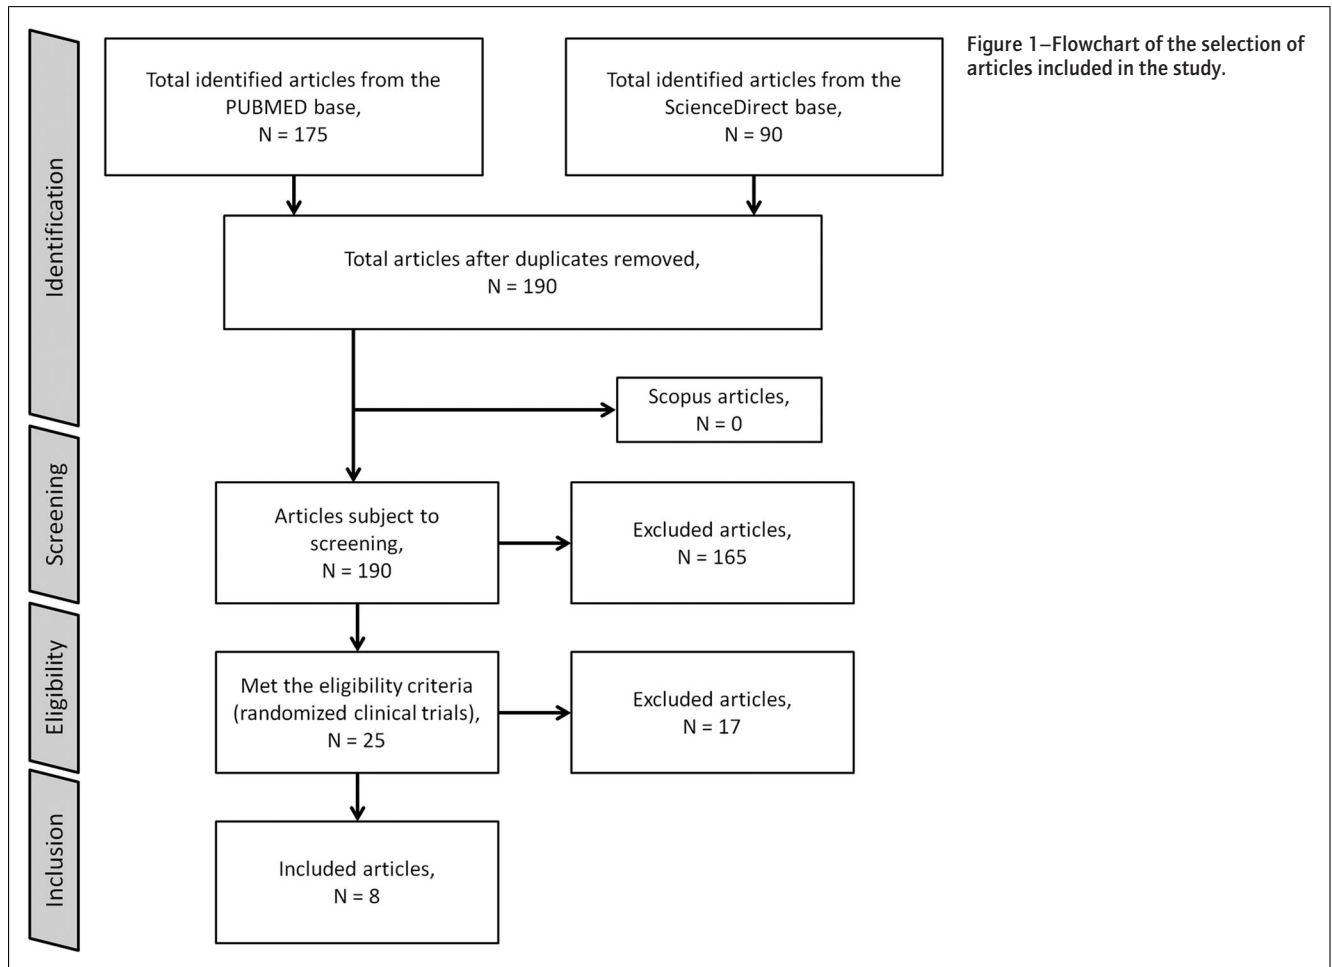 Figure 1–Flowchart of the selection of
articles included in the study.
Identification
Total identified articles from the
PUBMED base,
N = 175
Total identified articles from the
ScienceDirect base,
N = 90
Total articles after duplicates removed,
N = 190
Scopus articles,
N = 0
Screening
Articles subject to
screening,
N = 190
Excluded articles,
N = 165
Eligibility
Met the eligibility criteria
(randomized clinical trials),
N = 25
Excluded articles,
N = 17
Inclusion
Included articles,
N = 8